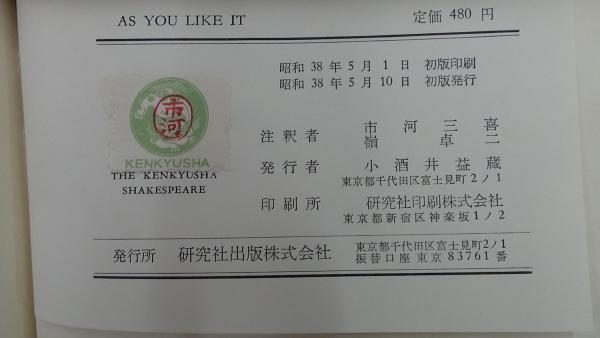 AS YOU LIKE IT
定価 480 円
昭和 38 年 5 月 1 日 初版印刷
昭和 38 年 5 月 10 日 初版発行
市河
KENKYUSHA
THE KENKYUSHA
SHAKESPEARE
注釈者 市河三喜
嶺卓二
発行者 小酒井益蔵
東京都千代田区富士見町2ノ1
印刷所 研究社印刷株式会社
東京都新宿区神楽坂1ノ2
発行所 研究社出版株式会社
東京都千代田区富士見町2ノ1
振替口座 東京 83761 番